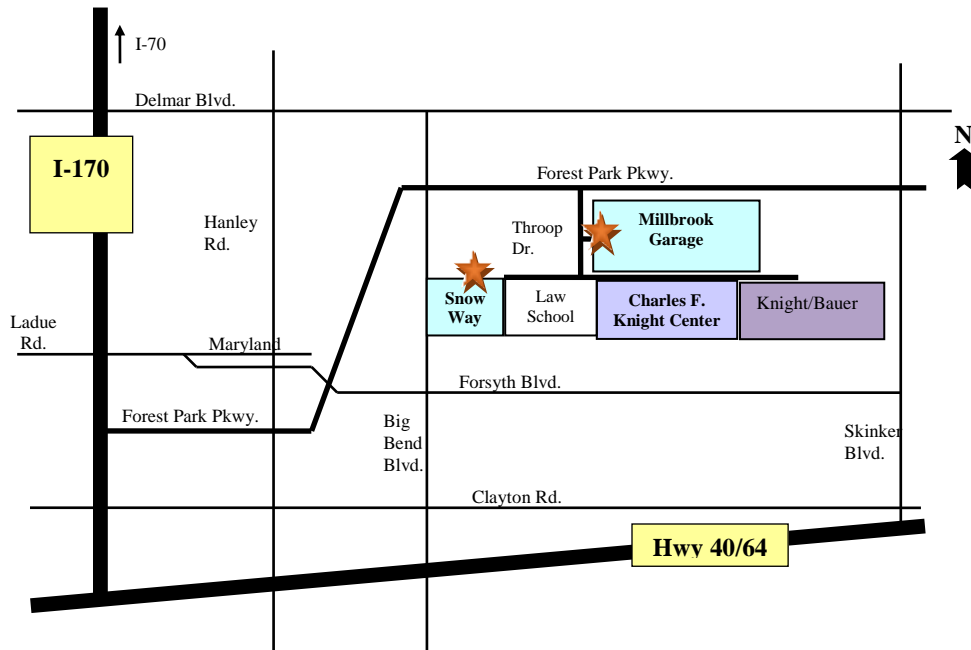 I-70
Delmar Blvd.
N
I-170
Forest Park Pkwy.
Hanley
Rd.
Throop
Dr.
Millbrook
Garage
Snow
Way
Law
School
Charles F.
Knight Center
Knight/Bauer
Ladue
Rd.
Maryland
Forsyth Blvd.
Forest Park Pkwy.
Big
Bend
Blvd.
Skinker
Blvd.
Clayton Rd.
Hwy 40/64